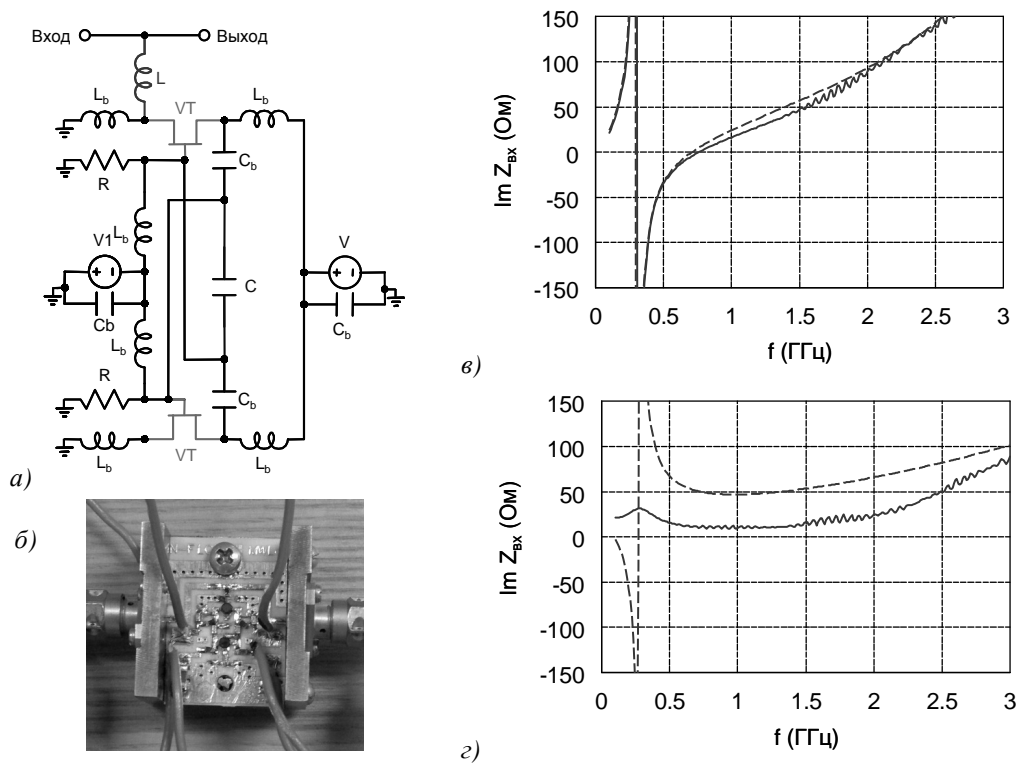 Вход Выход
L
L_b VT L_b
C_b
R
L_b
V1 V
C
Cb C_b
L_b
R
C_b
L_b VT L_b
а)
б)
150
100
50
0
-50
-100
-150
Im Z_вх (Ом)
0 0.5 1 1.5 2 2.5 3
f (ГГц)
в)
150
100
50
0
-50
-100
-150
Im Z_вх (Ом)
0 0.5 1 1.5 2 2.5 3
f (ГГц)
г)